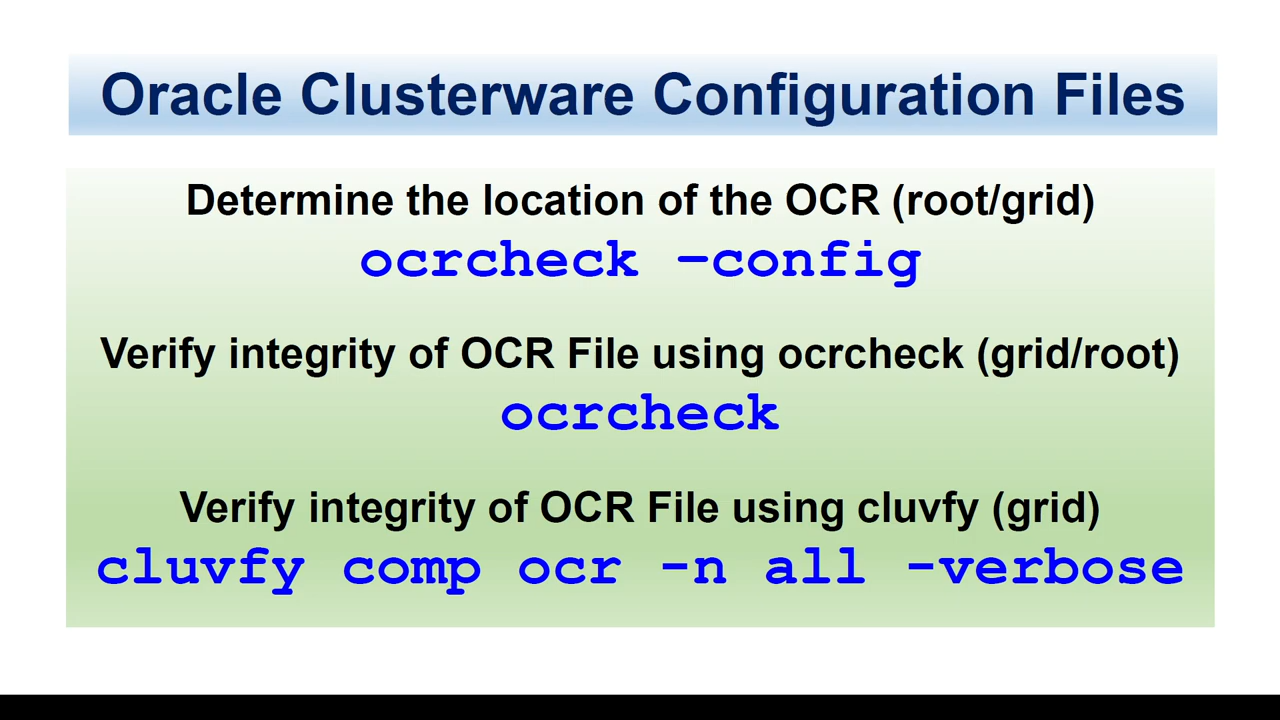 Oracle Clusterware Configuration Files
Determine the location of the OCR (root/grid)
ocrcheck –config
Verify integrity of OCR File using ocrcheck (grid/root)
ocrcheck
Verify integrity of OCR File using cluvfy (grid)
cluvfy comp ocr -n all -verbose